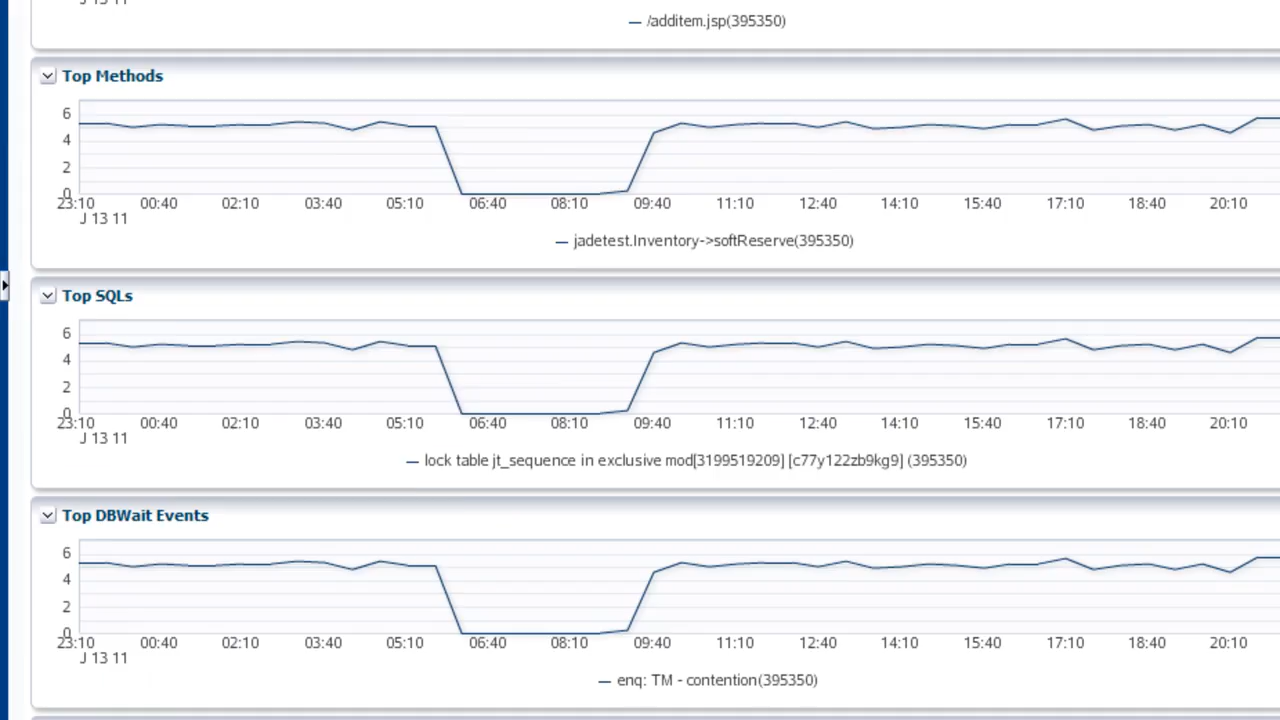 J 13 11
/additem.jsp(395350)
Top Methods
6
4
2
0
23:10 00:40 02:10 03:40 05:10 06:40 08:10 09:40 11:10 12:40 14:10 15:40 17:10 18:40 20:10
J 13 11
jadetest.Inventory->softReserve(395350)
Top SQLs
6
4
2
0
23:10 00:40 02:10 03:40 05:10 06:40 08:10 09:40 11:10 12:40 14:10 15:40 17:10 18:40 20:10
J 13 11
lock table jt_sequence in exclusive mod[3199519209] [c77y122zb9kg9] (395350)
Top DBWait Events
6
4
2
0
23:10 00:40 02:10 03:40 05:10 06:40 08:10 09:40 11:10 12:40 14:10 15:40 17:10 18:40 20:10
J 13 11
enq: TM - contention(395350)